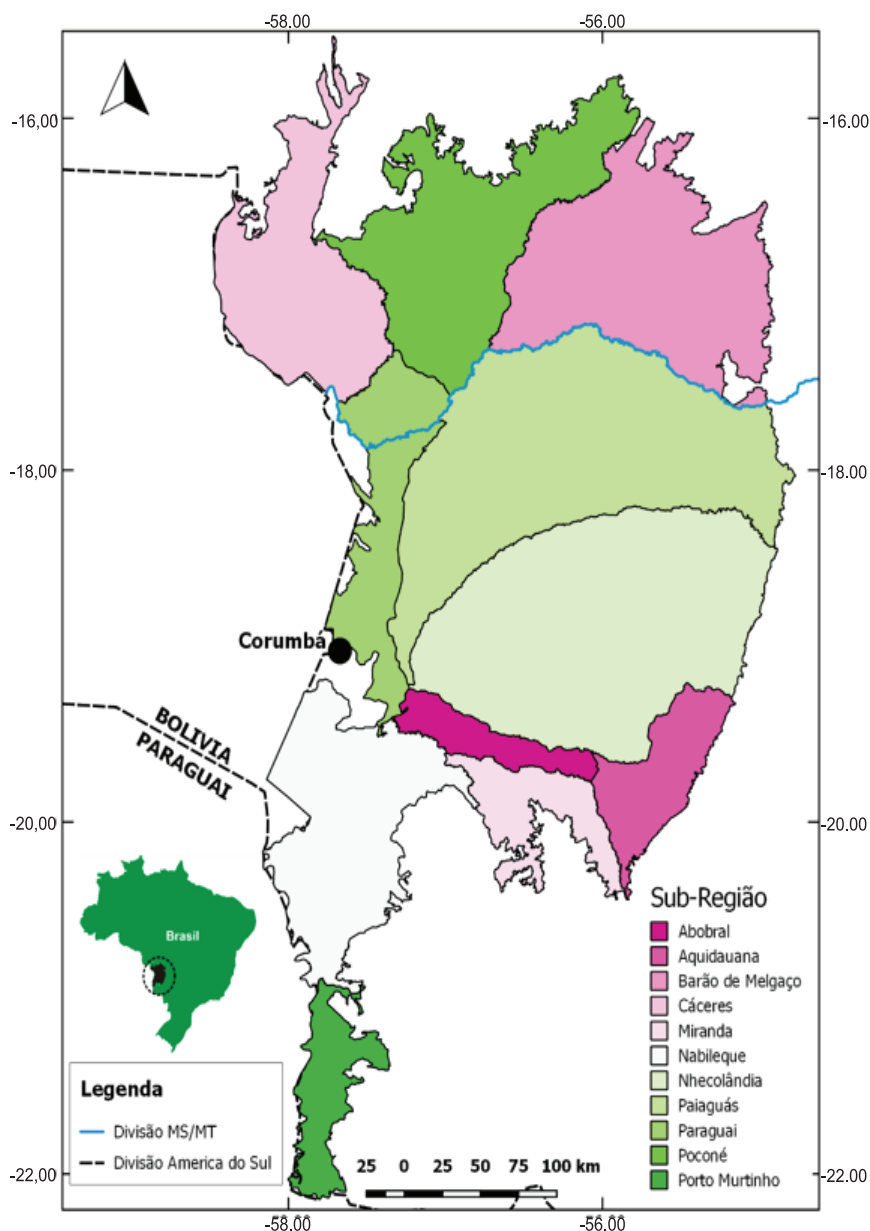 -58.00
-56.00
-16,00
-16.00
-18,00
-18.00
Corumbá
BOLIVIA
PARAGUAI
-20,00
-20.00
Brasil
Sub-Região
Abobral
Aquidauana
Barão de Melgaço
Cáceres
Miranda
Nabileque
Nhecolândia
Paiaguás
Paraguai
Poconé
Porto Murtinho
Legenda
Divisão MS/MT
Divisão America do Sul
25 0 25 50 75 100 km
-22,00
-22.00
-58.00
-56.00